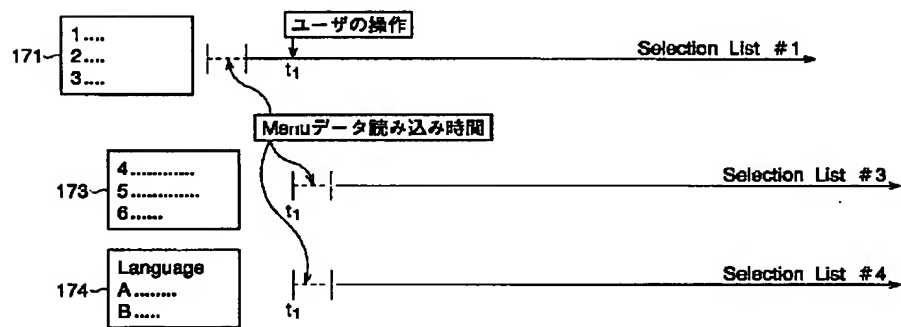 171
1....
2....
3....
ユーザの操作
t1
Selection List #1
Menuデータ読み込み時間
173
4.............
5..............
6......
t1
Selection List #3
174
Language
A.........
B.....
t1
Selection List #4